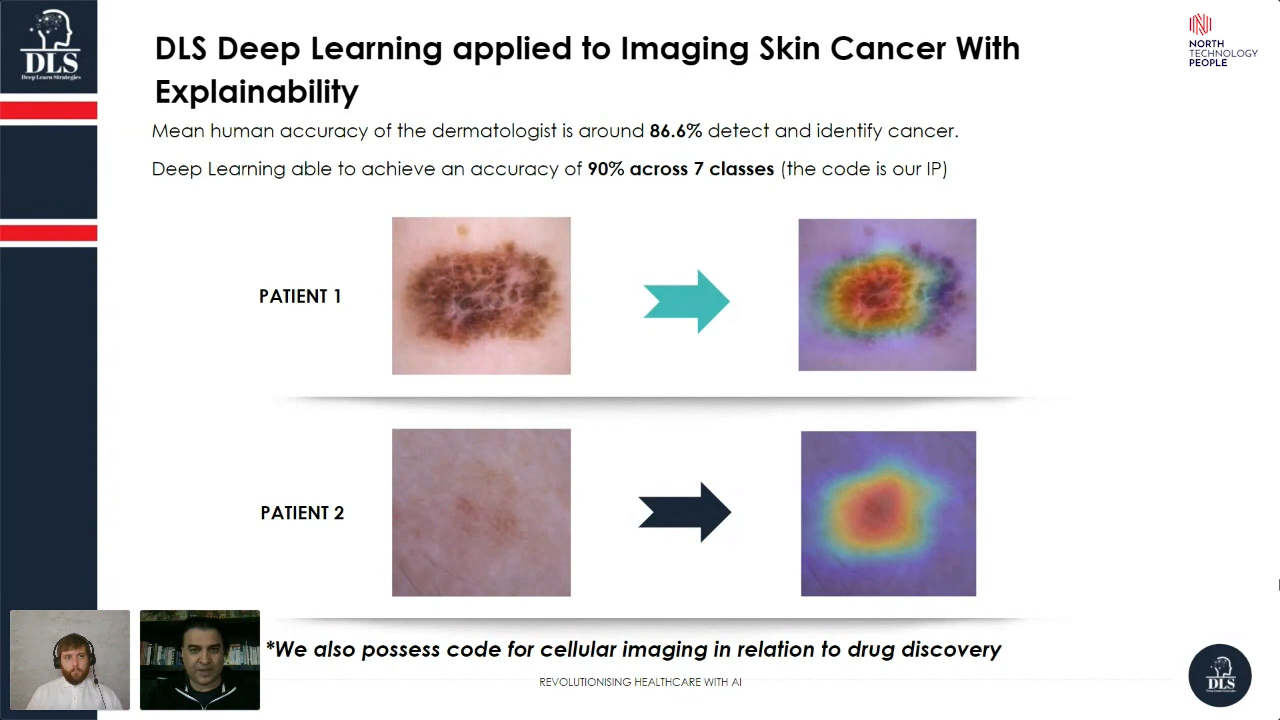 DLS
Deep Learn Strategies
DLS Deep Learning applied to Imaging Skin Cancer With
Explainability
NORTH
TECHNOLOGY
PEOPLE
Mean human accuracy of the dermatologist is around 86.6% detect and identify cancer.
Deep Learning able to achieve an accuracy of 90% across 7 classes (the code is our IP)
PATIENT 1
PATIENT 2
*We also possess code for cellular imaging in relation to drug discovery
REVOLUTIONISING HEALTHCARE WITH AI
DLS